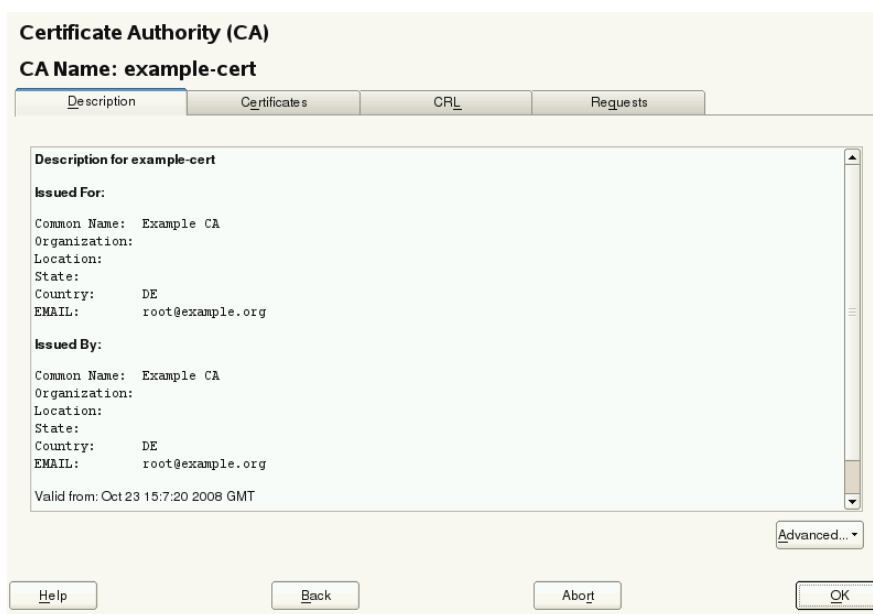 Certificate Authority (CA)
CA Name: example-cert
Description Certificates CRL Requests
Description for example-cert
Issued For:
Common Name: Example CA
Organization:
Location:
State:
Country: DE
EMAIL: root@example.org
Issued By:
Common Name: Example CA
Organization:
Location:
State:
Country: DE
EMAIL: root@example.org
Valid from: Oct 23 15:7:20 2008 GMT
Advanced...
Help Back Abort OK